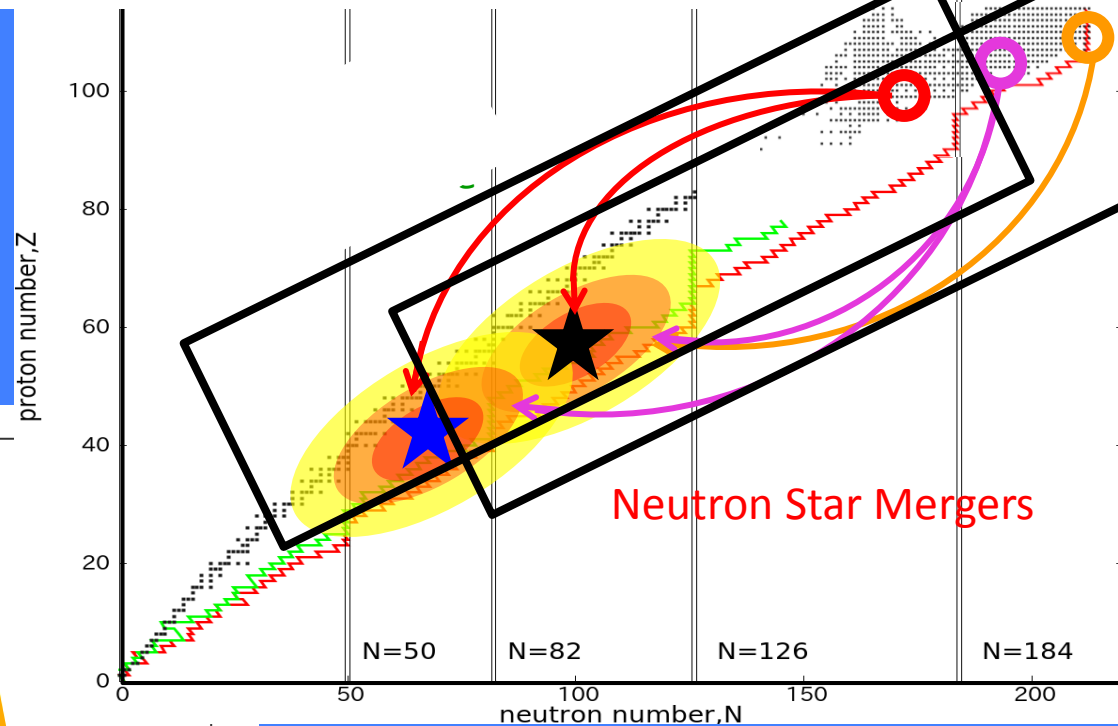 100
80
60
40
20
0
proton number,Z
Neutron Star Mergers
N=50
N=82
N=126
N=184
0
50
100
150
200
neutron number,N